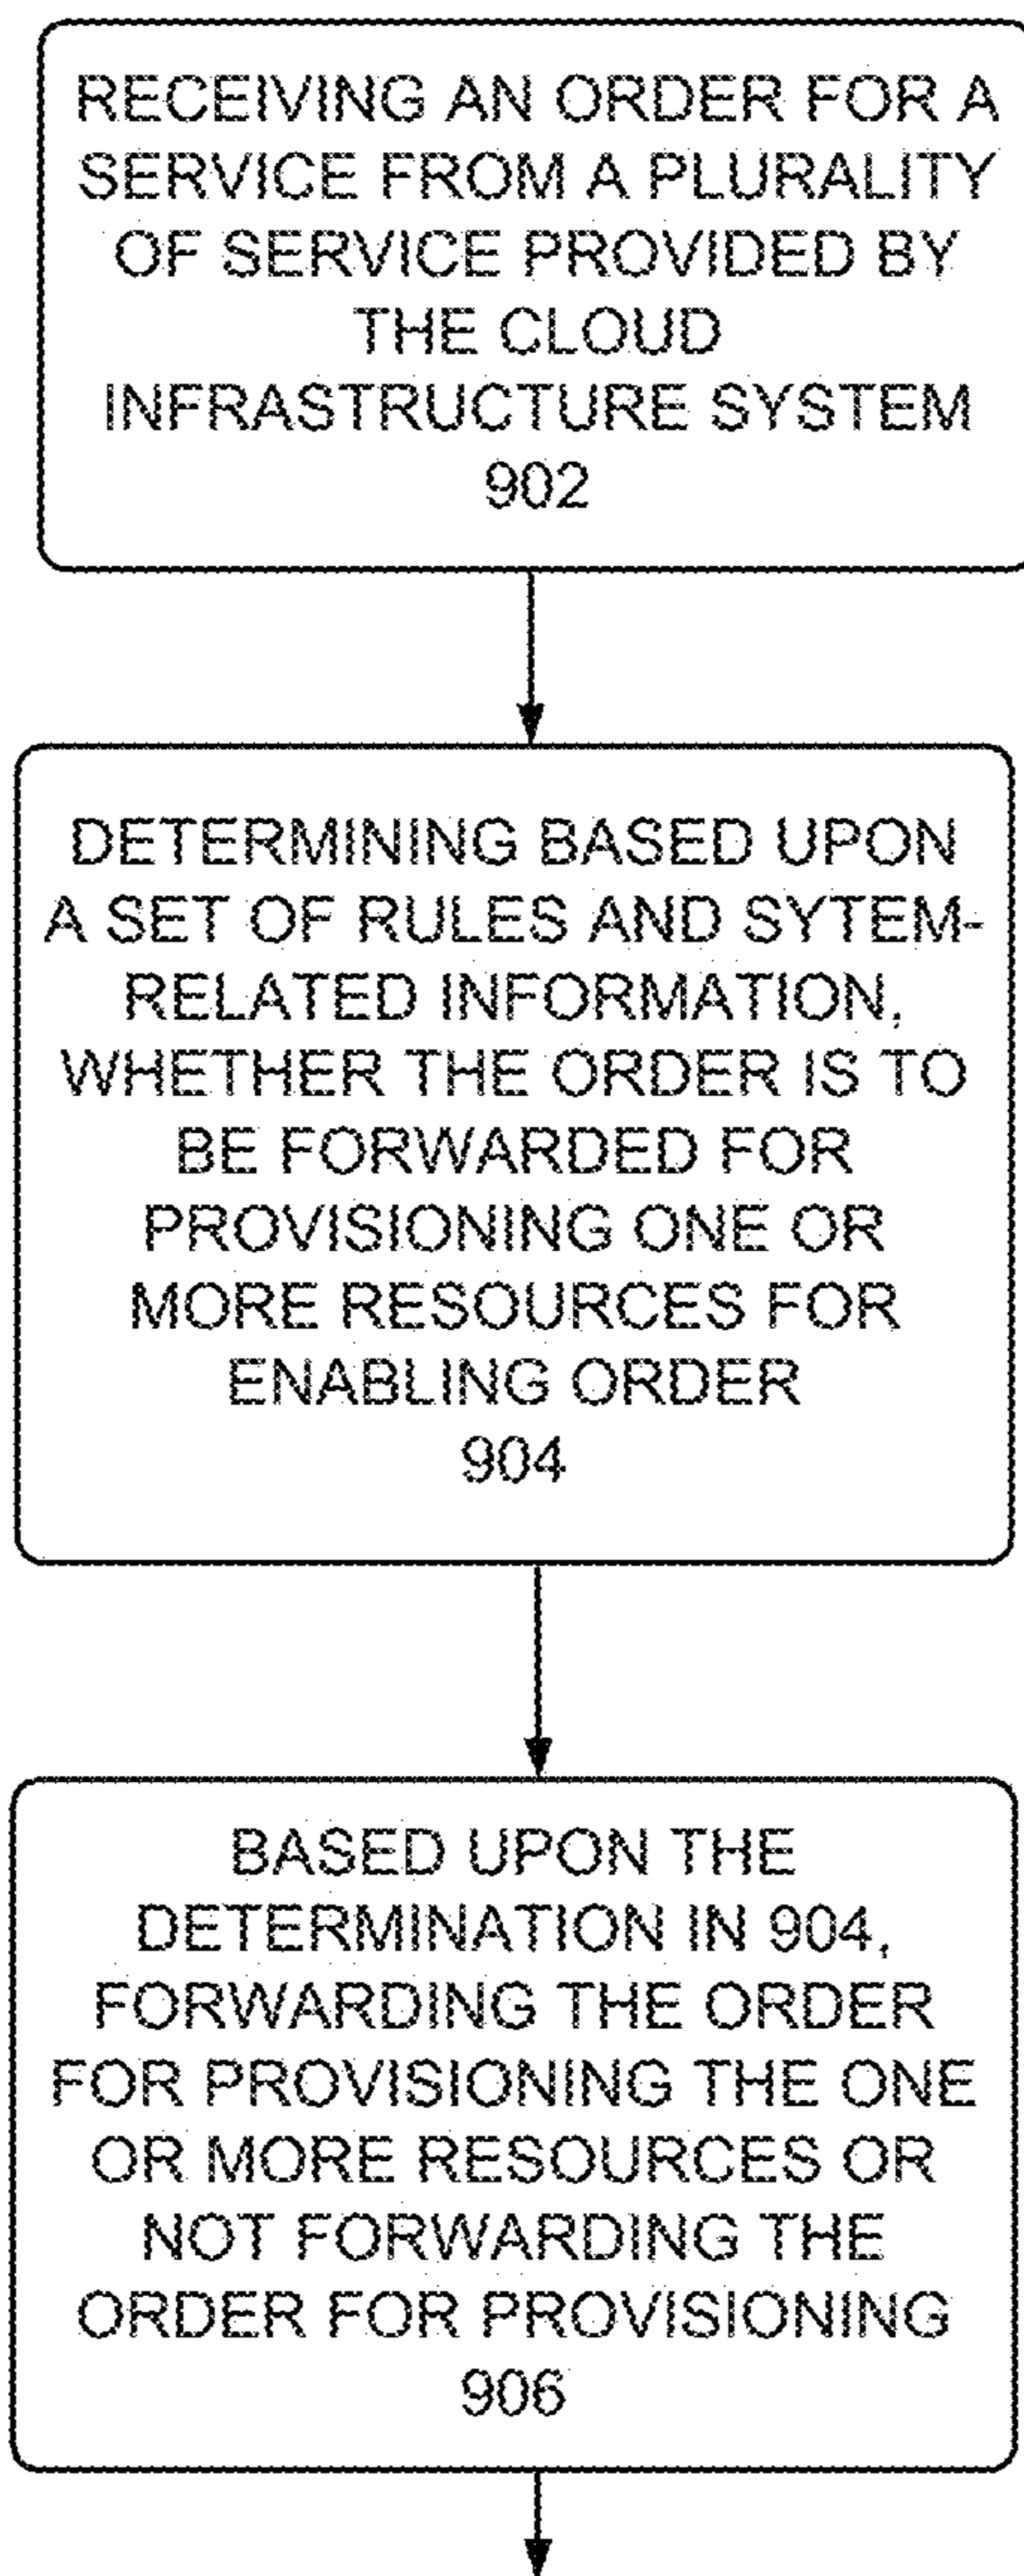 RECEIVING AN ORDER FOR A
SERVICE FROM A PLURALITY
OF SERVICE PROVIDED BY
THE CLOUD
INFRASTRUCTURE SYSTEM
902
DETERMINING BASED UPON
A SET OF RULES AND SYTEM-
RELATED INFORMATION,
WHETHER THE ORDER IS TO
BE FORWARDED FOR
PROVISIONING ONE OR
MORE RESOURCES FOR
ENABLING ORDER
904
BASED UPON THE
DETERMINATION IN 904,
FORWARDING THE ORDER
FOR PROVISIONING THE ONE
OR MORE RESOURCES OR
NOT FORWARDING THE
ORDER FOR PROVISIONING
906